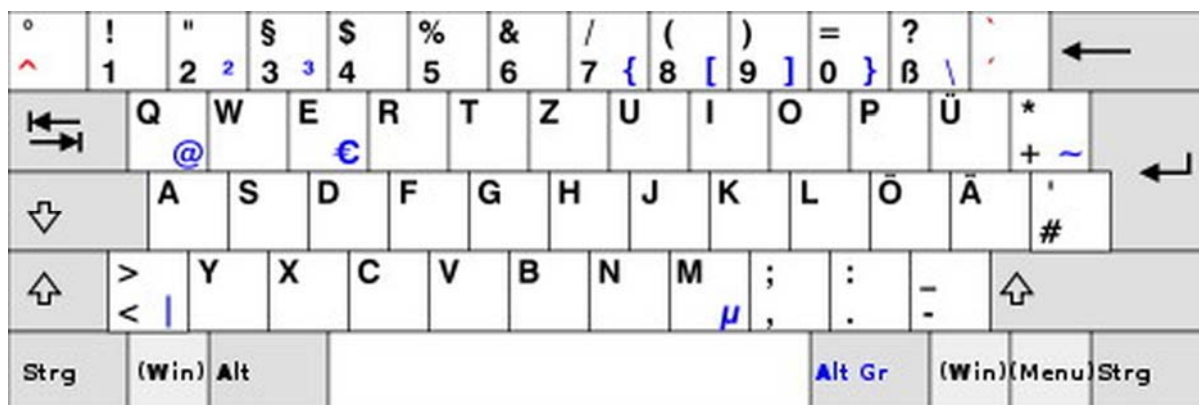 ° ! " § $ % & / ( ) = ? `
^ 1 2 ² 3 ³ 4 5 6 7 { 8 [ 9 ] 0 } ß \ ´
Q W E R T Z U I O P Ü *
@ € + ~
A S D F G H J K L Ö Ä '
#
> Y X C V B N M ; : _
< | µ , . -
Strg (Win) Alt Alt Gr (Win) (Menu) Strg